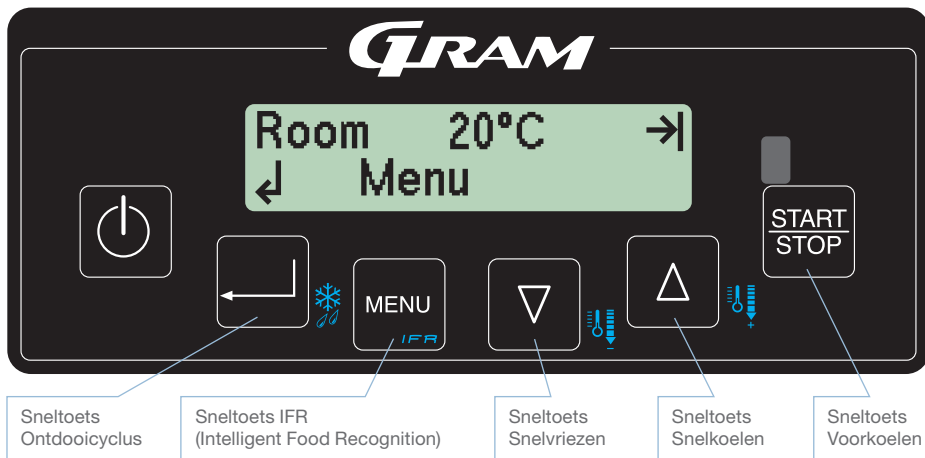 GRAM
Room 20°C
Menu
START
STOP
MENU
IFR
Sneltoets
Ontdooicyclus
Sneltoets IFR
(Intelligent Food Recognition)
Sneltoets
Snelvriezen
Sneltoets
Snelkoelen
Sneltoets
Voorkoelen